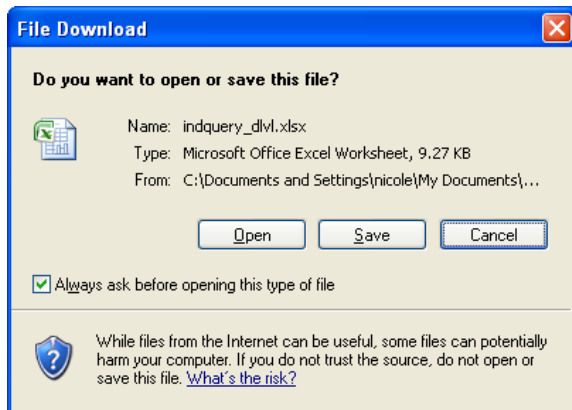 File Download
Do you want to open or save this file?
Name: indquery_dlvl.xlsx
Type: Microsoft Office Excel Worksheet, 9.27 KB
From: C:\Documents and Settings\nicole\My Documents\...
Open Save Cancel
Always ask before opening this type of file
While files from the Internet can be useful, some files can potentially
harm your computer. If you do not trust the source, do not open or
save this file. What's the risk?